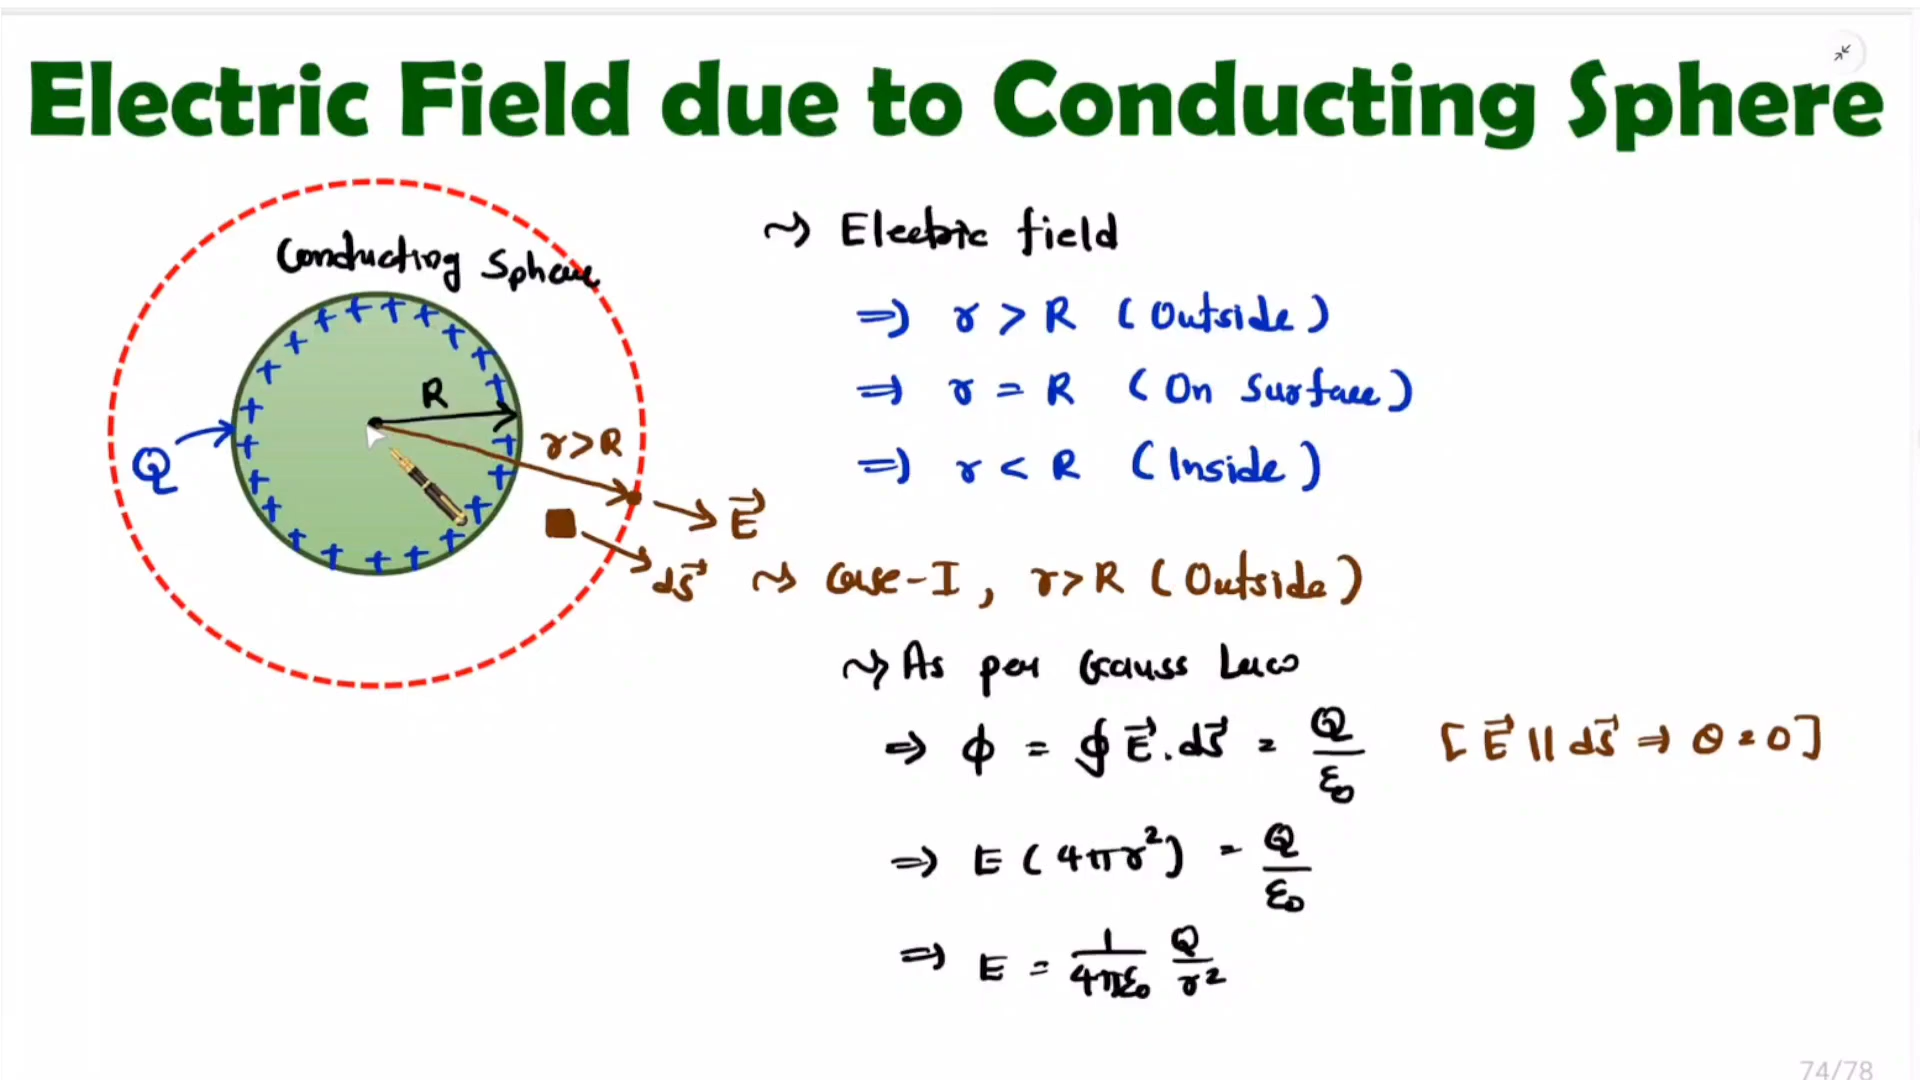 Electric Field due to Conducting Sphere
Conducting Sphere
R
Q
r>R
E⃗
dS⃗
~> Electric field
⇒ r > R (Outside)
⇒ r = R (On Surface)
⇒ r < R (Inside)
~> Case-I, r>R (Outside)
~> As per Gauss Law
⇒ ϕ = ∮ E⃗.dS⃗ = Q/ε₀ [E⃗ || dS⃗ ⇒ θ = 0]
⇒ E (4πr²) = Q/ε₀
⇒ E = 1/4πε₀ Q/r²
74/78